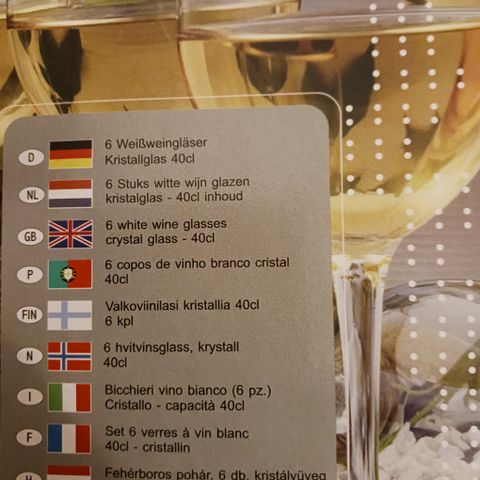 D
6 Weißweingläser
Kristallglas 40cl
NL
6 Stuks witte wijn glazen
kristalglas - 40cl inhoud
GB
6 white wine glasses
crystal glass - 40cl
P
6 copos de vinho branco cristal
40cl
FIN
Valkoviinilasi kristallia 40cl
6 kpl
N
6 hvitvinsglass, krystall
40cl
I
Bicchieri vino bianco (6 pz.)
Cristallo - capacità 40cl
F
Set 6 verres à vin blanc
40cl - cristallin
H
Fehérboros pohár, 6 db, kristályüveg